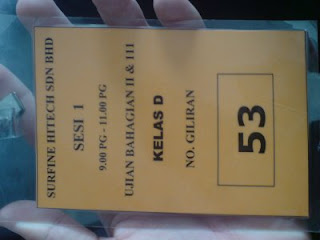 SURFINE HITECH SDN BHD
SESI 1
9.00 PG - 11.00 PG
UJIAN BAHAGIAN II & III
KELAS D
NO. GILIRAN
53